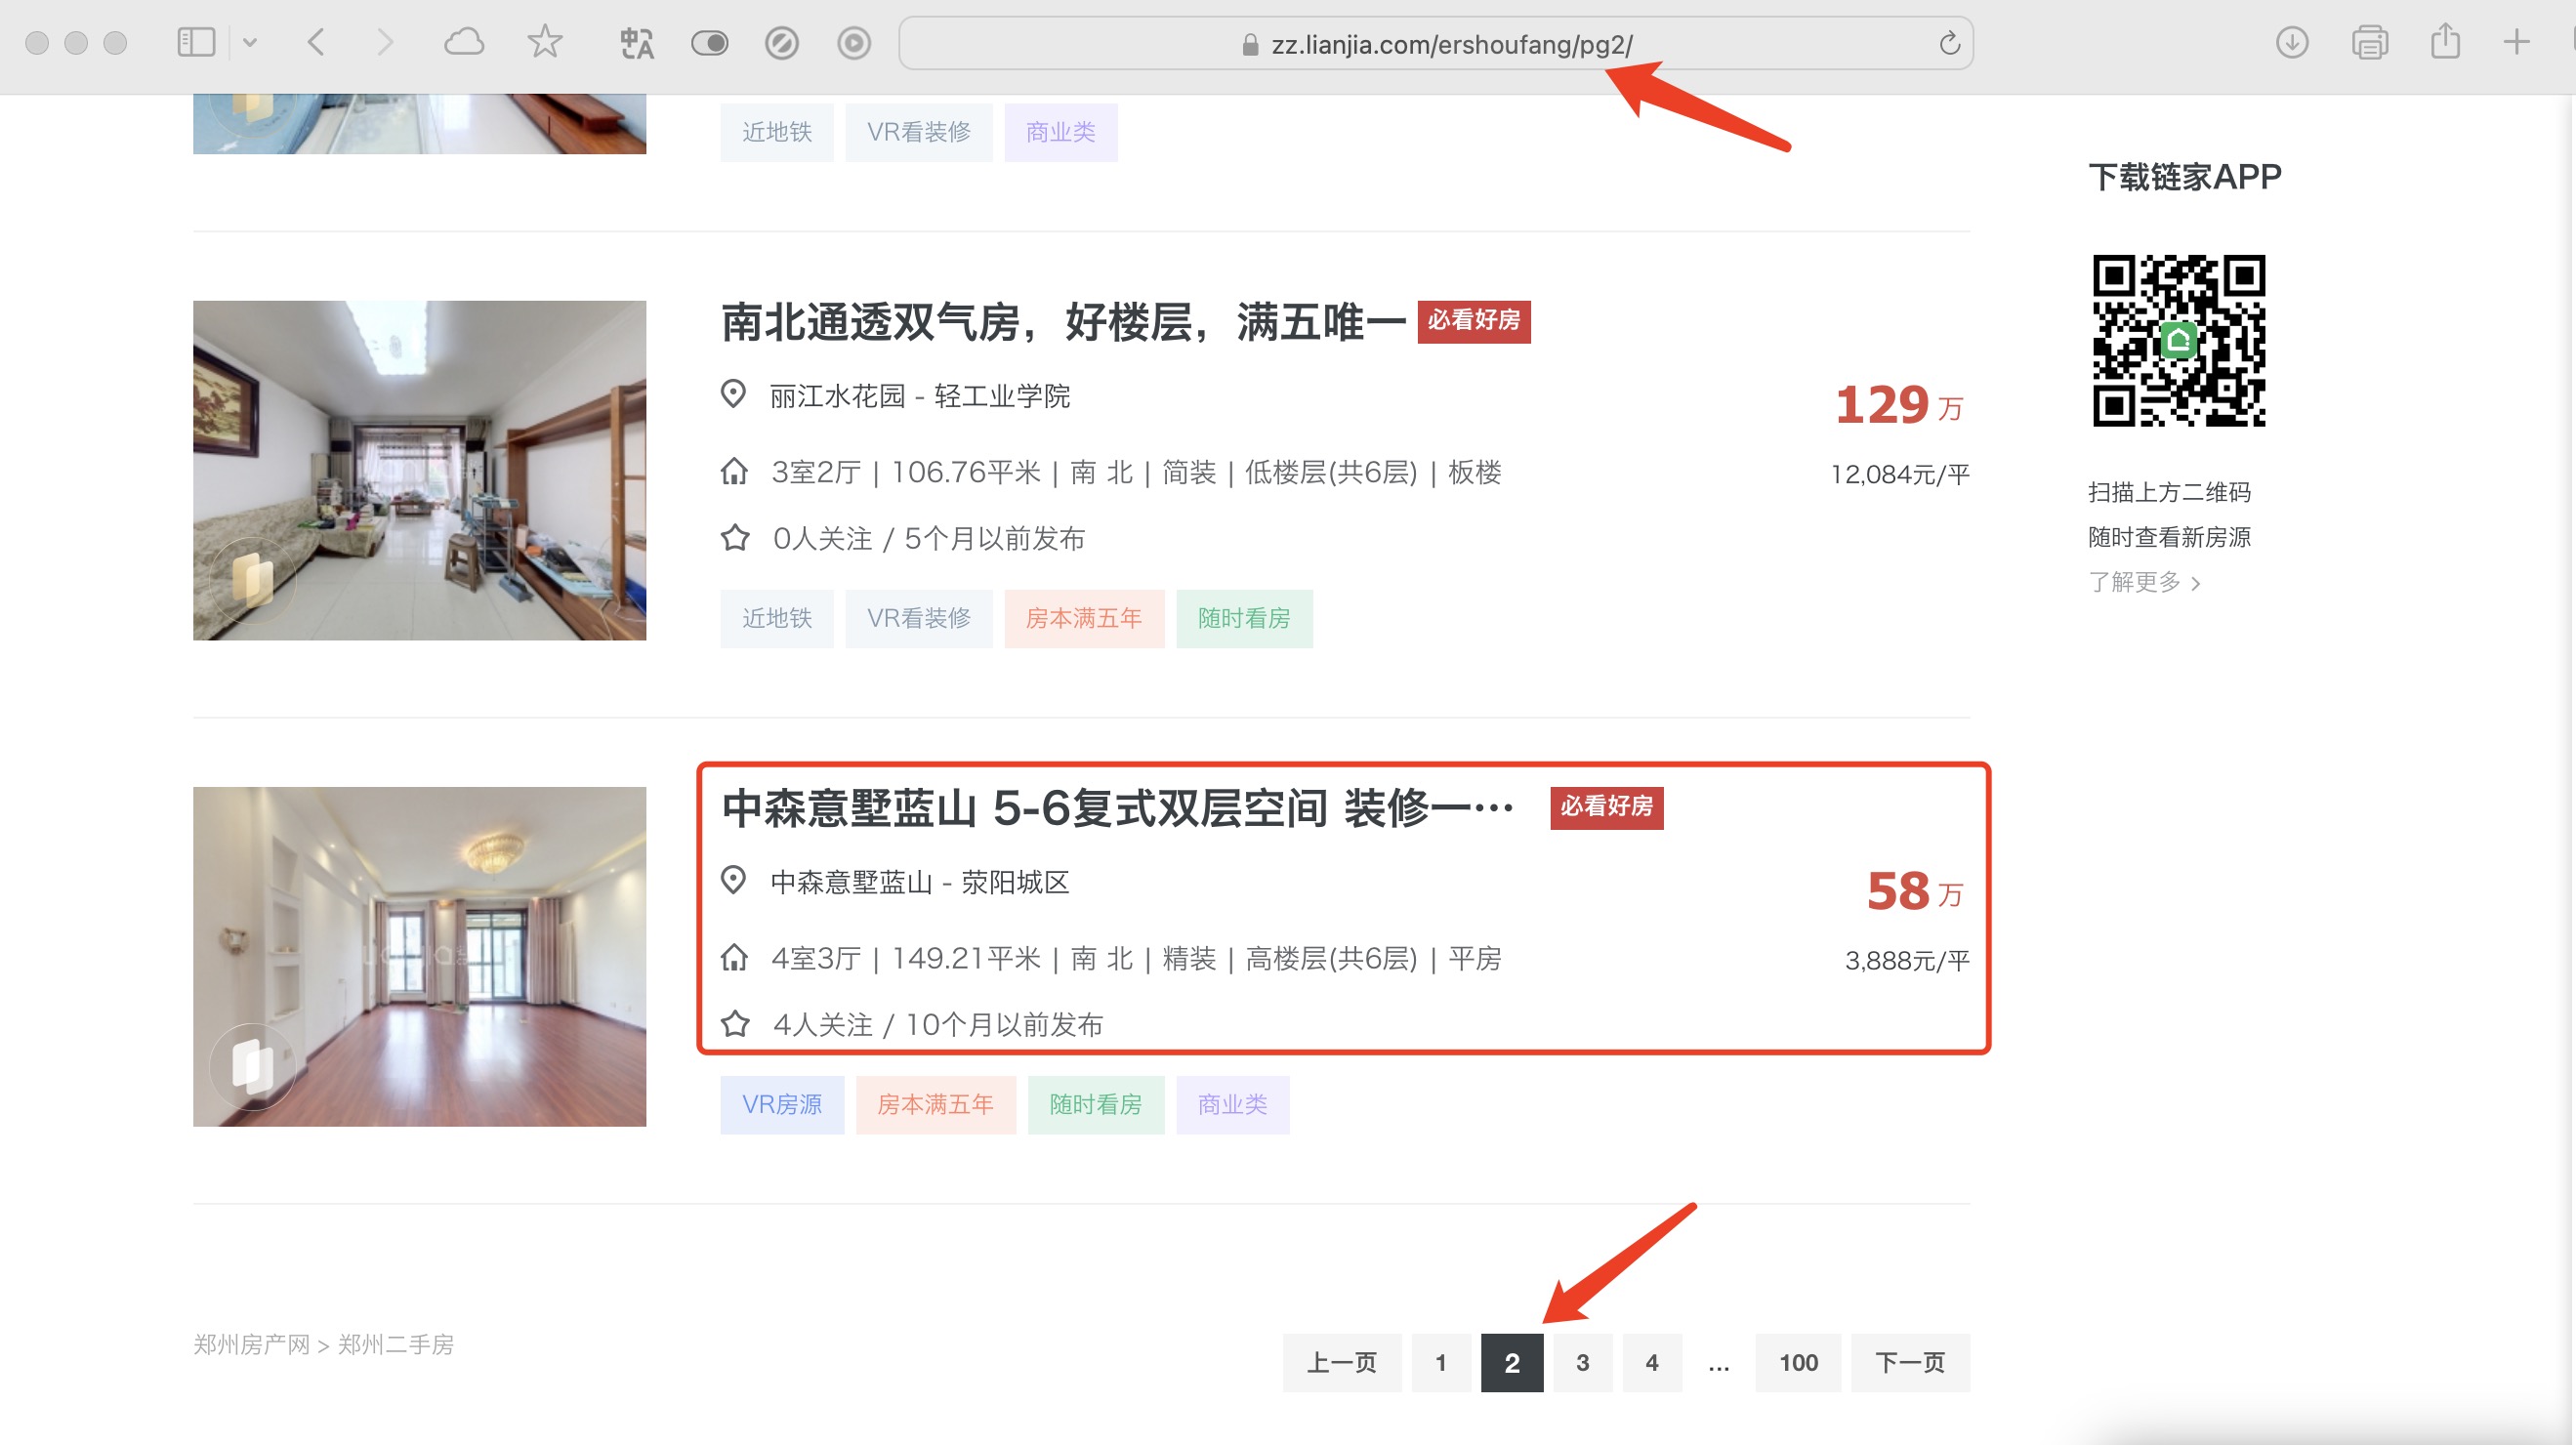 zz.lianjia.com/ershoufang/pg2/
近地铁 VR看装修 商业类
下载链家APP
扫描上方二维码
随时查看新房源
了解更多 >
南北通透双气房，好楼层，满五唯一 必看好房
丽江水花园 - 轻工业学院
129 万
3室2厅 | 106.76平米 | 南 北 | 简装 | 低楼层(共6层) | 板楼
12,084元/平
0人关注 / 5个月以前发布
近地铁 VR看装修 房本满五年 随时看房
中森意墅蓝山 5-6复式双层空间 装修一… 必看好房
中森意墅蓝山 - 荥阳城区
58 万
4室3厅 | 149.21平米 | 南 北 | 精装 | 高楼层(共6层) | 平房
3,888元/平
4人关注 / 10个月以前发布
VR房源 房本满五年 随时看房 商业类
郑州房产网 > 郑州二手房
上一页 1 2 3 4 ... 100 下一页